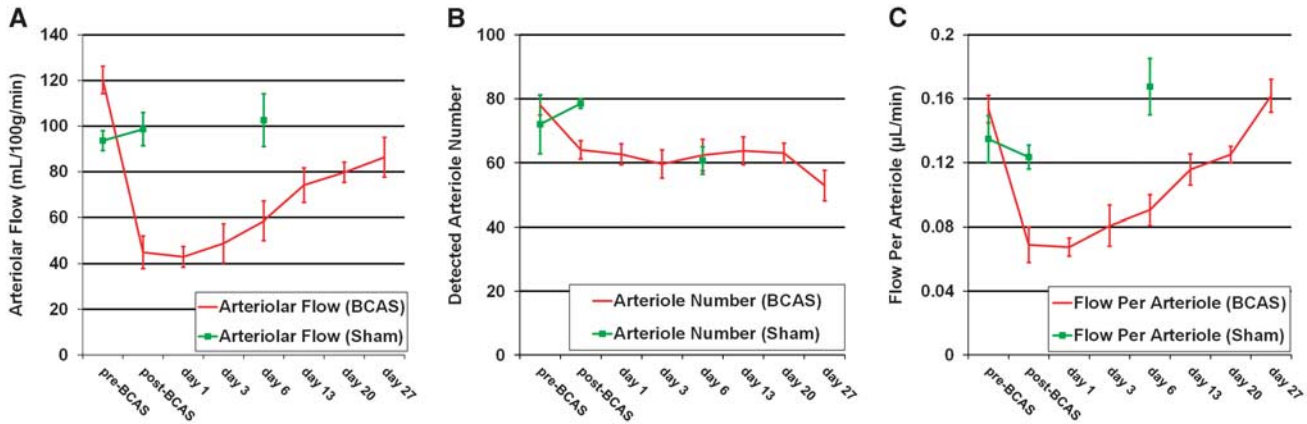 A
Arteriolar Flow (mL/100g/min)
140
120
100
80
60
40
20
0
Arteriolar Flow (BCAS)
Arteriolar Flow (Sham)
pre-BCAS
post-BCAS
day 1
day 3
day 6
day 13
day 20
day 27
B
Detected Arteriole Number
100
80
60
40
20
0
Arteriole Number (BCAS)
Arteriole Number (Sham)
pre-BCAS
post-BCAS
day 1
day 3
day 6
day 13
day 20
day 27
C
Flow Per Arteriole (µL/min)
0.2
0.16
0.12
0.08
0.04
0
Flow Per Arteriole (BCAS)
Flow Per Arteriole (Sham)
pre-BCAS
post-BCAS
day 1
day 3
day 6
day 13
day 20
day 27